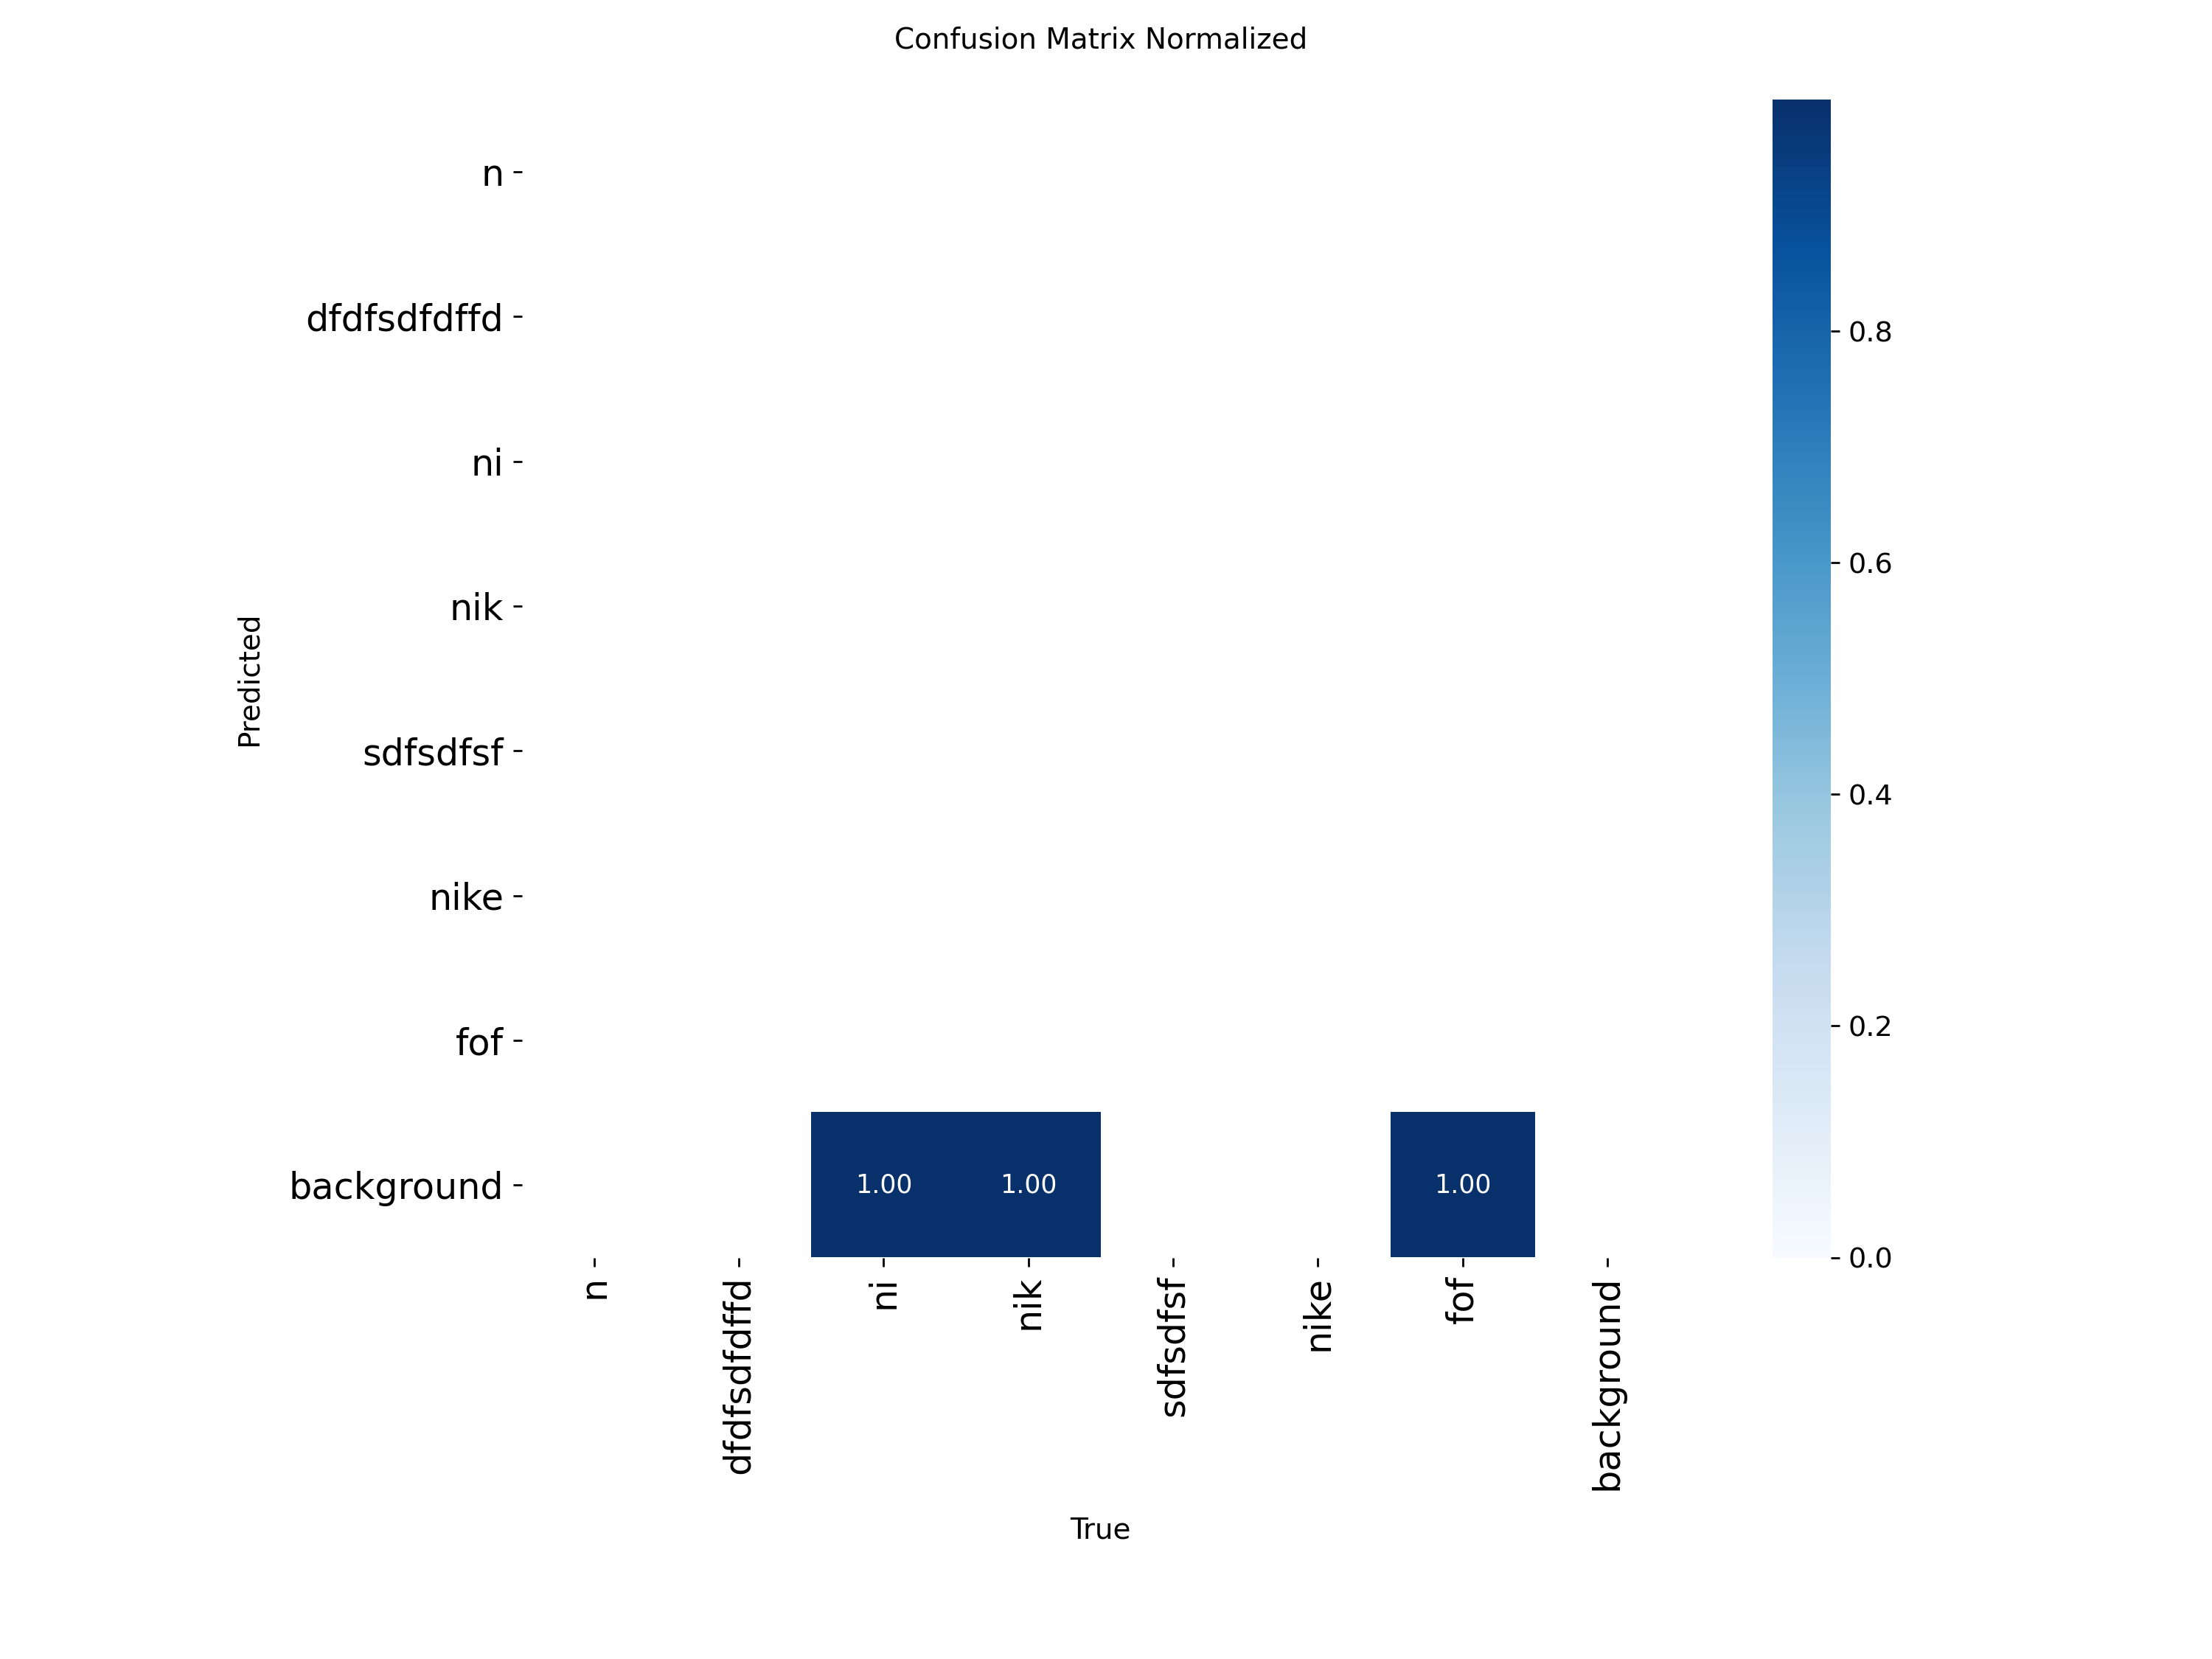 Confusion Matrix Normalized
Predicted
n
dfdfsdfdffd
ni
nik
sdfsdfsf
nike
fof
background
1.00 1.00 1.00
n dfdfsdfdffd ni nik sdfsdfsf nike fof background
True
0.8
0.6
0.4
0.2
0.0